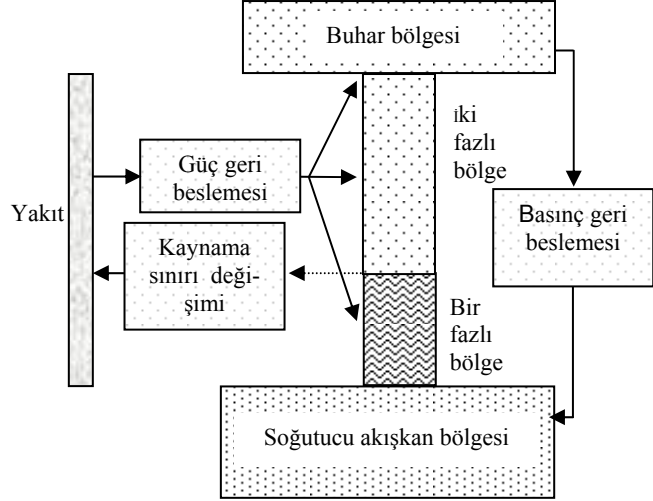 Buhar bölgesi
iki
fazlı
bölge
Güç geri
beslemesi
Yakıt
Basınç geri
beslemesi
Kaynama
sınırı deği-
şimi
Bir
fazlı
bölge
Soğutucu akışkan bölgesi